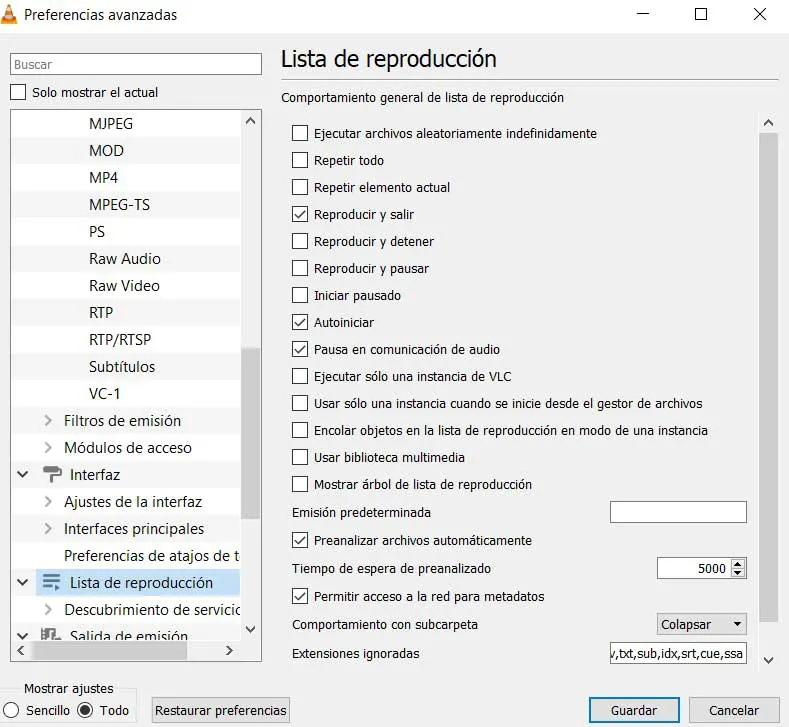 Preferencias avanzadas
Buscar
Solo mostrar el actual
MJPEG
MOD
MP4
MPEG-TS
PS
Raw Audio
Raw Video
RTP
RTP/RTSP
Subtítulos
VC-1
Filtros de emisión
Módulos de acceso
Interfaz
Ajustes de la interfaz
Interfaces principales
Preferencias de atajos de t
Lista de reproducción
Descubrimiento de servicio
Salida de emisión
Mostrar ajustes
Sencillo
Todo
Restaurar preferencias
Lista de reproducción
Comportamiento general de lista de reproducción
Ejecutar archivos aleatoriamente indefinidamente
Repetir todo
Repetir elemento actual
Reproducir y salir
Reproducir y detener
Reproducir y pausar
Iniciar pausado
Autoiniciar
Pausa en comunicación de audio
Ejecutar sólo una instancia de VLC
Usar sólo una instancia cuando se inicie desde el gestor de archivos
Encolar objetos en la lista de reproducción en modo de una instancia
Usar biblioteca multimedia
Mostrar árbol de lista de reproducción
Emisión predeterminada
Preanalizar archivos automáticamente
Tiempo de espera de preanalizado 5000
Permitir acceso a la red para metadatos
Comportamiento con subcarpeta Colapsar
Extensiones ignoradas v,txt,sub,idx,srt,cue,ssa
Guardar
Cancelar